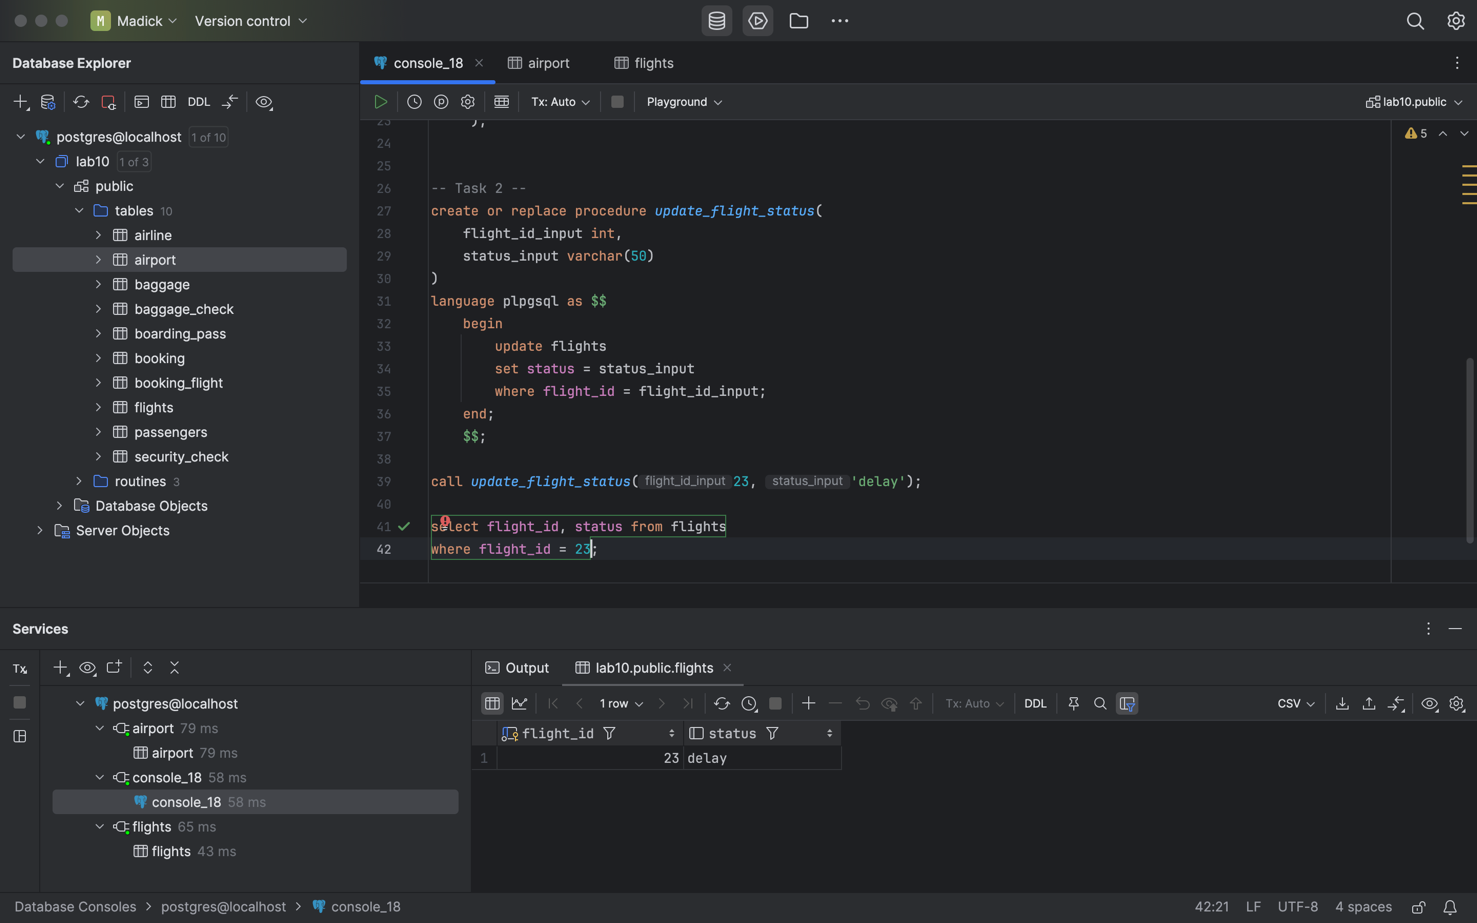 M Madick Version control
Database Explorer
console_18 airport flights
DDL
Tx: Auto Playground lab10.public
postgres@localhost 1 of 10
lab10 1 of 3
public
tables 10
airline
airport
baggage
baggage_check
boarding_pass
booking
booking_flight
flights
passengers
security_check
routines 3
Database Objects
Server Objects
5
23 );
24
25
26 -- Task 2 --
27 create or replace procedure update_flight_status(
28 flight_id_input int,
29 status_input varchar(50)
30 )
31 language plpgsql as $$
32 begin
33 update flights
34 set status = status_input
35 where flight_id = flight_id_input;
36 end;
37 $$;
38
39 call update_flight_status( flight_id_input 23, status_input 'delay');
40
41 select flight_id, status from flights
42 where flight_id = 23;
Services
Tx
postgres@localhost
airport 79 ms
airport 79 ms
console_18 58 ms
console_18 58 ms
flights 65 ms
flights 43 ms
Output lab10.public.flights
1 row Tx: Auto DDL CSV
flight_id status
1 23 delay
Database Consoles > postgres@localhost > console_18
42:21 LF UTF-8 4 spaces